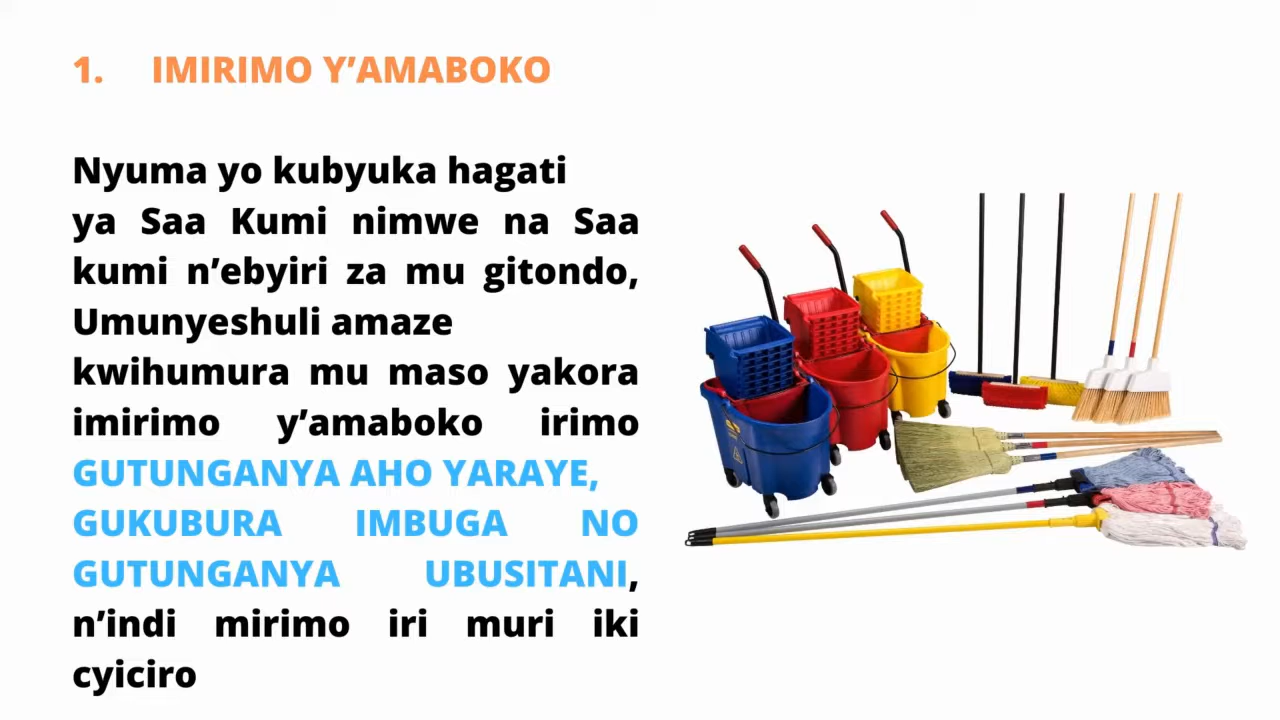 1. IMIRIMO Y’AMABOKO
Nyuma yo kubyuka hagati
ya Saa Kumi nimwe na Saa
kumi n’ebyiri za mu gitondo,
Umunyeshuli amaze
kwihumura mu maso yakora
imirimo y’amaboko irimo
GUTUNGANYA AHO YARAYE,
GUKUBURA IMBUGA NO
GUTUNGANYA UBUSITANI,
n’indi mirimo iri muri iki
cyiciro